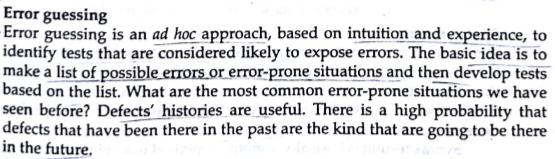 Error guessing
Error guessing is an ad hoc approach, based on intuition and experience, to
identify tests that are considered likely to expose errors. The basic idea is to
make a list of possible errors or error-prone situations and then develop tests
based on the list. What are the most common error-prone situations we have
seen before? Defects' histories are useful. There is a high probability that
defects that have been there in the past are the kind that are going to be there
in the future.